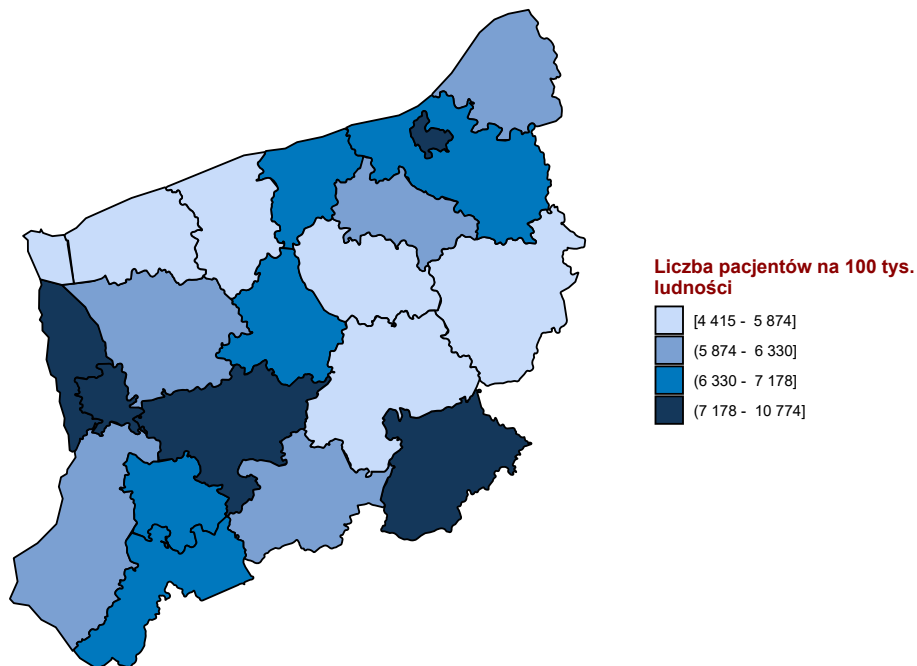 Liczba pacjentów na 100 tys.
ludności
[4 415 - 5 874]
(5 874 - 6 330]
(6 330 - 7 178]
(7 178 - 10 774]